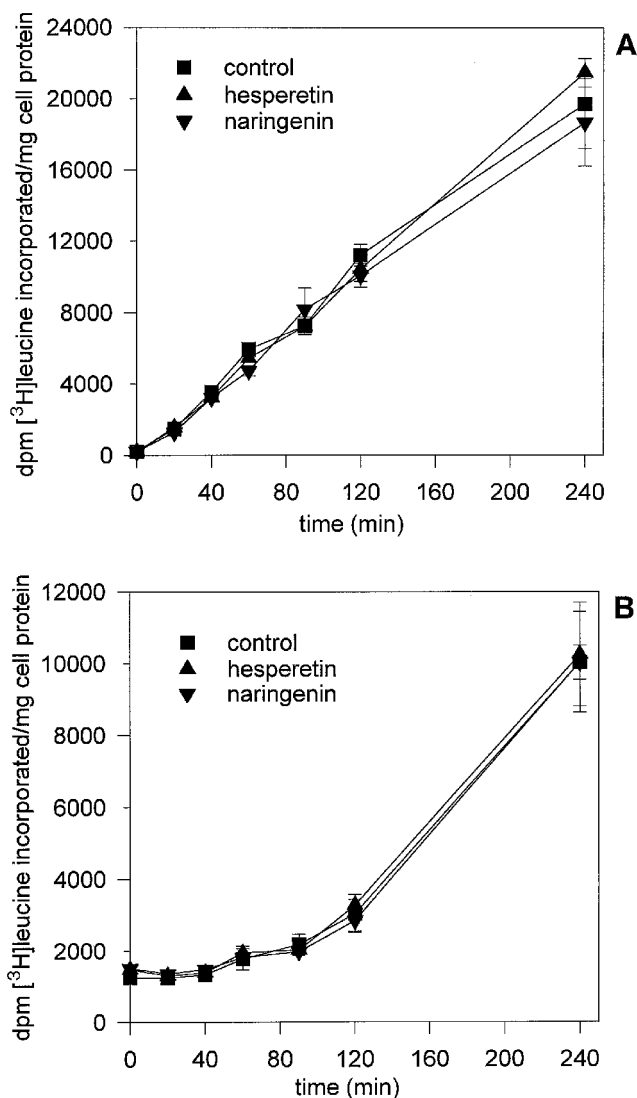 A
24000
20000
16000
12000
8000
4000
0
dpm [³H]leucine incorporated/mg cell protein
control
hesperetin
naringenin
0 40 80 120 160 200 240
time (min)
B
12000
10000
8000
6000
4000
2000
0
dpm [³H]leucine incorporated/mg cell protein
control
hesperetin
naringenin
0 40 80 120 160 200 240
time (min)